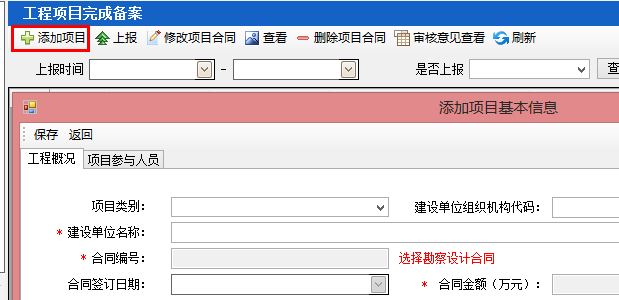 工程项目完成备案
添加项目 上报 修改项目合同 查看 删除项目合同 审核意见查看 刷新
上报时间 - 是否上报
添加项目基本信息
保存 返回
工程概况 项目参与人员
项目类别: 建设单位组织机构代码:
* 建设单位名称:
* 合同编号: 选择勘察设计合同
合同签订日期: * 合同金额（万元）: